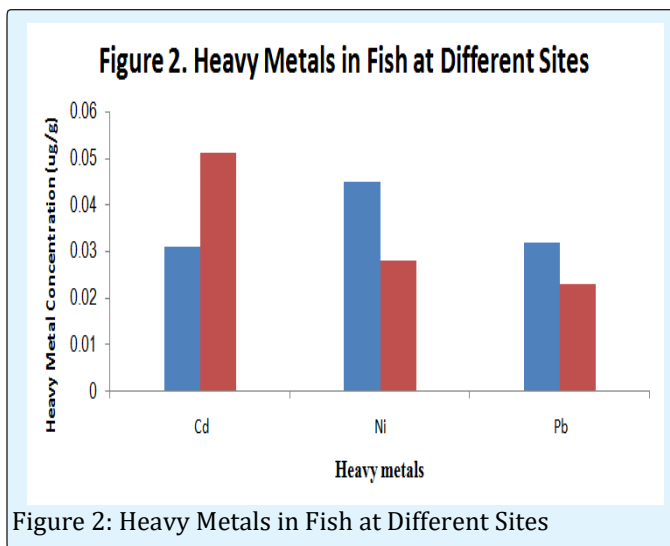 Figure 2. Heavy Metals in Fish at Different Sites
Heavy Metal Concentration (ug/g)
0.06
0.05
0.04
0.03
0.02
0.01
0
Cd Ni Pb
Heavy metals
Figure 2: Heavy Metals in Fish at Different Sites